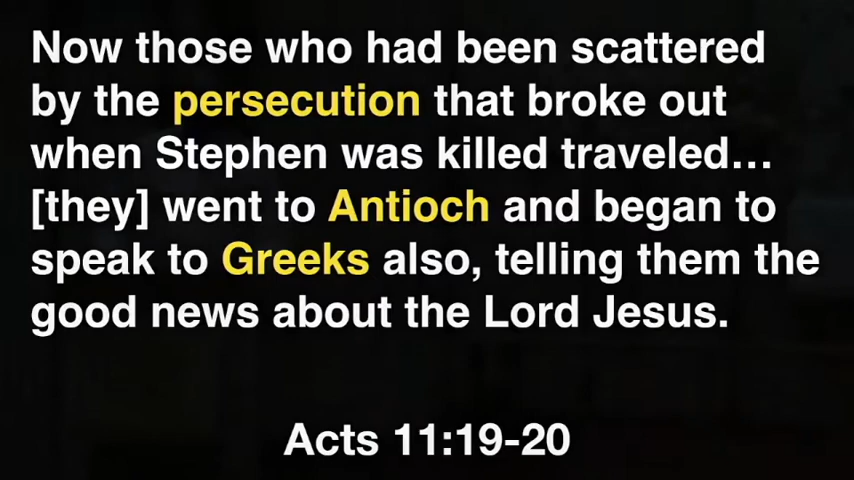 Now those who had been scattered
by the persecution that broke out
when Stephen was killed traveled…
[they] went to Antioch and began to
speak to Greeks also, telling them the
good news about the Lord Jesus.
Acts 11:19-20